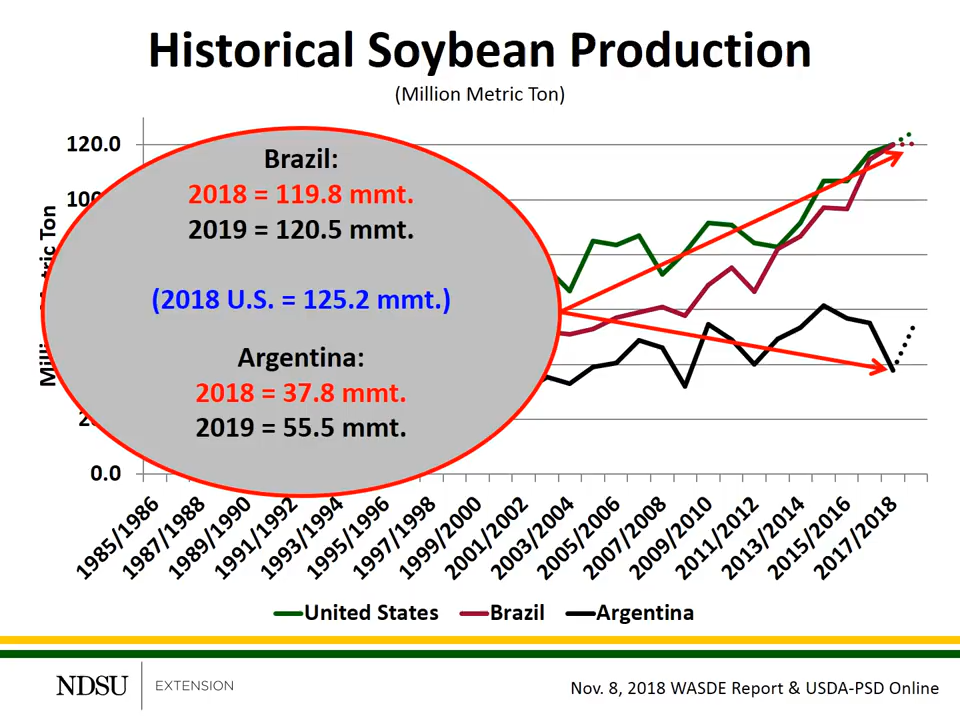 Historical Soybean Production
(Million Metric Ton)
120.0
0.0
Brazil:
2018 = 119.8 mmt.
2019 = 120.5 mmt.
(2018 U.S. = 125.2 mmt.)
Argentina:
2018 = 37.8 mmt.
2019 = 55.5 mmt.
1985/1986
1987/1988
1989/1990
1991/1992
1993/1994
1995/1996
1997/1998
1999/2000
2001/2002
2003/2004
2005/2006
2007/2008
2009/2010
2011/2012
2013/2014
2015/2016
2017/2018
United States
Brazil
Argentina
NDSU
EXTENSION
Nov. 8, 2018 WASDE Report & USDA-PSD Online